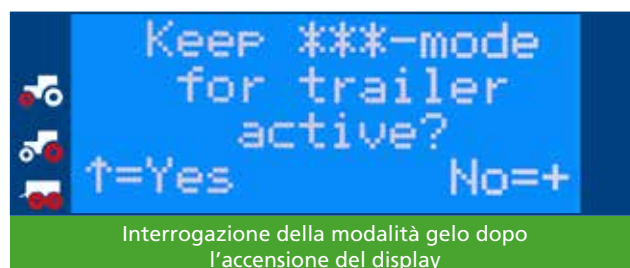 Keep ***-mode
for trailer
active?
↑=Yes No=+
Interrogazione della modalità gelo dopo
l'accensione del display